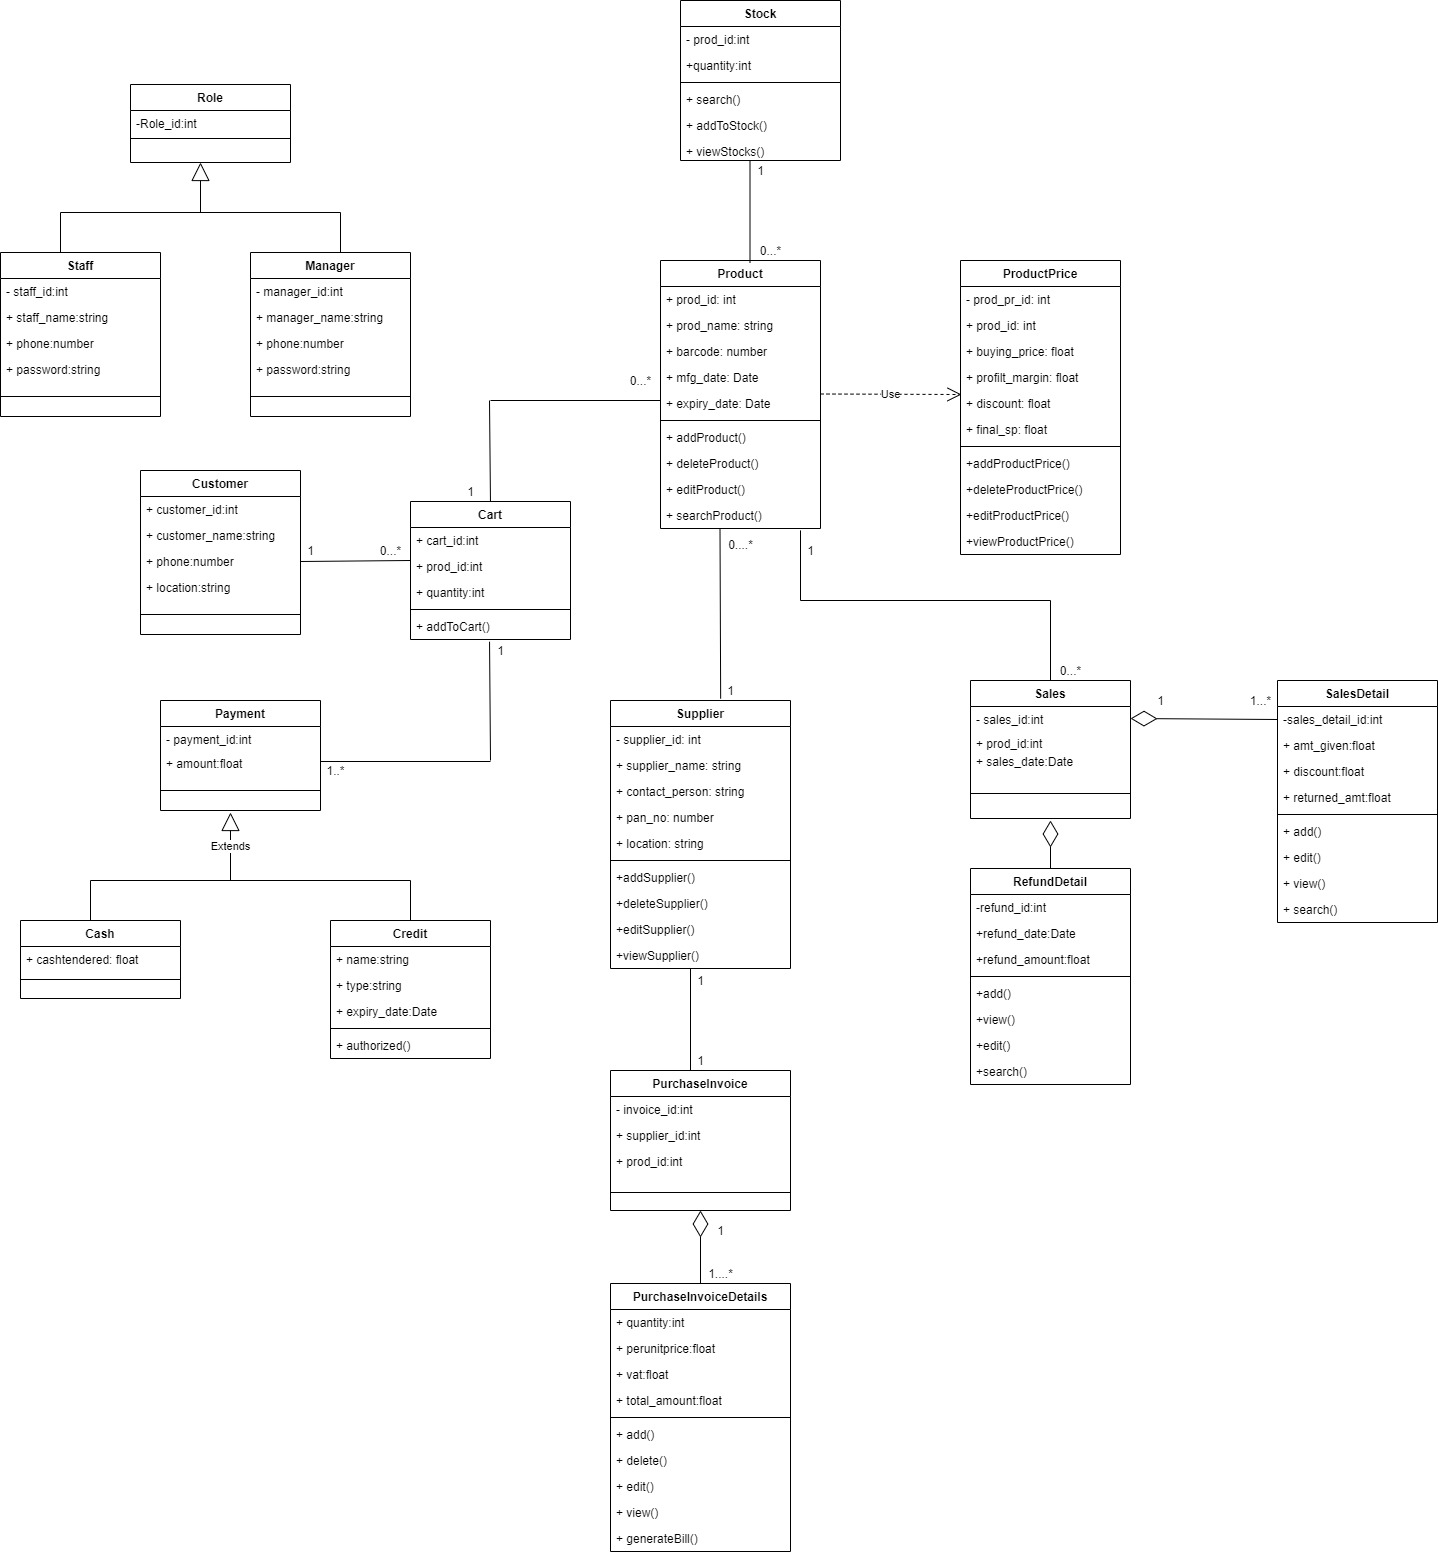 Stock
- prod_id:int
+quantity:int
+ search()
+ addToStock()
+ viewStocks()
1
0...*
Role
-Role_id:int
Staff
- staff_id:int
+ staff_name:string
+ phone:number
+ password:string
Manager
- manager_id:int
+ manager_name:string
+ phone:number
+ password:string
Product
+ prod_id: int
+ prod_name: string
+ barcode: number
+ mfg_date: Date
+ expiry_date: Date
+ addProduct()
+ deleteProduct()
+ editProduct()
+ searchProduct()
Use
ProductPrice
- prod_pr_id: int
+ prod_id: int
+ buying_price: float
+ profilt_margin: float
+ discount: float
+ final_sp: float
+addProductPrice()
+deleteProductPrice()
+editProductPrice()
+viewProductPrice()
0...*
1
Customer
+ customer_id:int
+ customer_name:string
+ phone:number
+ location:string
1
0...*
Cart
+ cart_id:int
+ prod_id:int
+ quantity:int
+ addToCart()
1
1..*
0....*
1
1
0...*
Payment
- payment_id:int
+ amount:float
Extends
Cash
+ cashtendered: float
Credit
+ name:string
+ type:string
+ expiry_date:Date
+ authorized()
Supplier
- supplier_id: int
+ supplier_name: string
+ contact_person: string
+ pan_no: number
+ location: string
+addSupplier()
+deleteSupplier()
+editSupplier()
+viewSupplier()
1
1
Sales
- sales_id:int
+ prod_id:int
+ sales_date:Date
1
1...*
SalesDetail
-sales_detail_id:int
+ amt_given:float
+ discount:float
+ returned_amt:float
+ add()
+ edit()
+ view()
+ search()
RefundDetail
-refund_id:int
+refund_date:Date
+refund_amount:float
+add()
+view()
+edit()
+search()
PurchaseInvoice
- invoice_id:int
+ supplier_id:int
+ prod_id:int
1
1....*
PurchaseInvoiceDetails
+ quantity:int
+ perunitprice:float
+ vat:float
+ total_amount:float
+ add()
+ delete()
+ edit()
+ view()
+ generateBill()